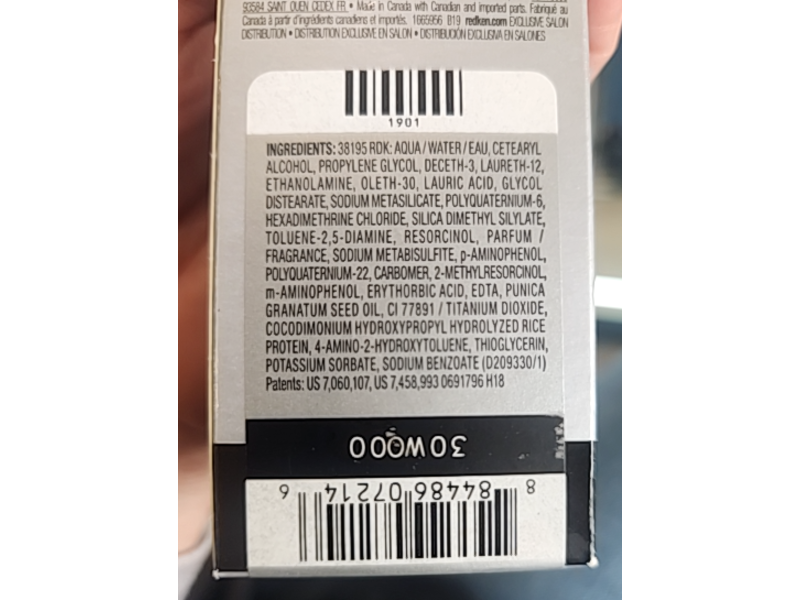 93584 SAINT OUEN CEDEX FR. • Made in Canada with Canadian and imported parts. Fabriqué au
Canada à partir d'ingrédients canadiens et importés. 1665956 B19 redken.com EXCLUSIVE SALON
DISTRIBUTION • DISTRIBUTION EXCLUSIVE EN SALON • DISTRIBUCIÓN EXCLUSIVA EN SALONES
1901
INGREDIENTS: 38195 RDK: AQUA / WATER / EAU, CETEARYL
ALCOHOL, PROPYLENE GLYCOL, DECETH-3, LAURETH-12,
ETHANOLAMINE, OLETH-30, LAURIC ACID, GLYCOL
DISTEARATE, SODIUM METASILICATE, POLYQUATERNIUM-6,
HEXADIMETHRINE CHLORIDE, SILICA DIMETHYL SILYLATE,
TOLUENE-2,5-DIAMINE, RESORCINOL, PARFUM /
FRAGRANCE, SODIUM METABISULFITE, p-AMINOPHENOL,
POLYQUATERNIUM-22, CARBOMER, 2-METHYLRESORCINOL,
m-AMINOPHENOL, ERYTHORBIC ACID, EDTA, PUNICA
GRANATUM SEED OIL, CI 77891 / TITANIUM DIOXIDE,
COCODIMONIUM HYDROXYPROPYL HYDROLYZED RICE
PROTEIN, 4-AMINO-2-HYDROXYTOLUENE, THIOGLYCERIN,
POTASSIUM SORBATE, SODIUM BENZOATE (D209330/1)
Patents: US 7,060,107, US 7,458,993 0691796 H18
30W000
8 84486 07214 6